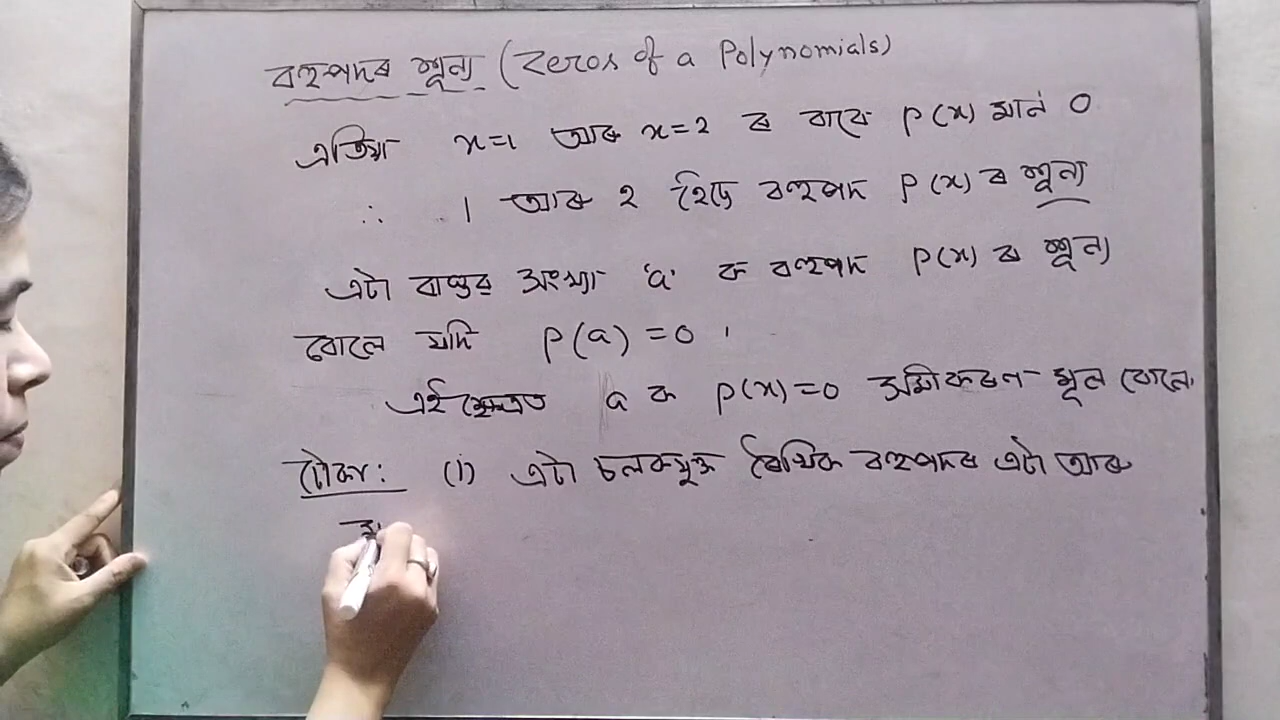 বহুপদৰ শূন্য (Zeros of a Polynomials)
এতিয়া x=1 আৰু x=2 ৰ বাবে P(x) মান 0
∴ 1 আৰু 2 হৈছে বহুপদ P(x) ৰ শূন্য
এটা বাস্তৱ সংখ্যা 'a' ক বহুপদ P(x) ৰ শূন্য
বোলে যদি P(a) = 0 ।
এই ক্ষেত্ৰত a ক P(x)=0 সমীকৰণ মূল বোলে।
টোকা: (i) এটা চলকযুক্ত ৰৈখিক বহুপদৰ এটা আৰু